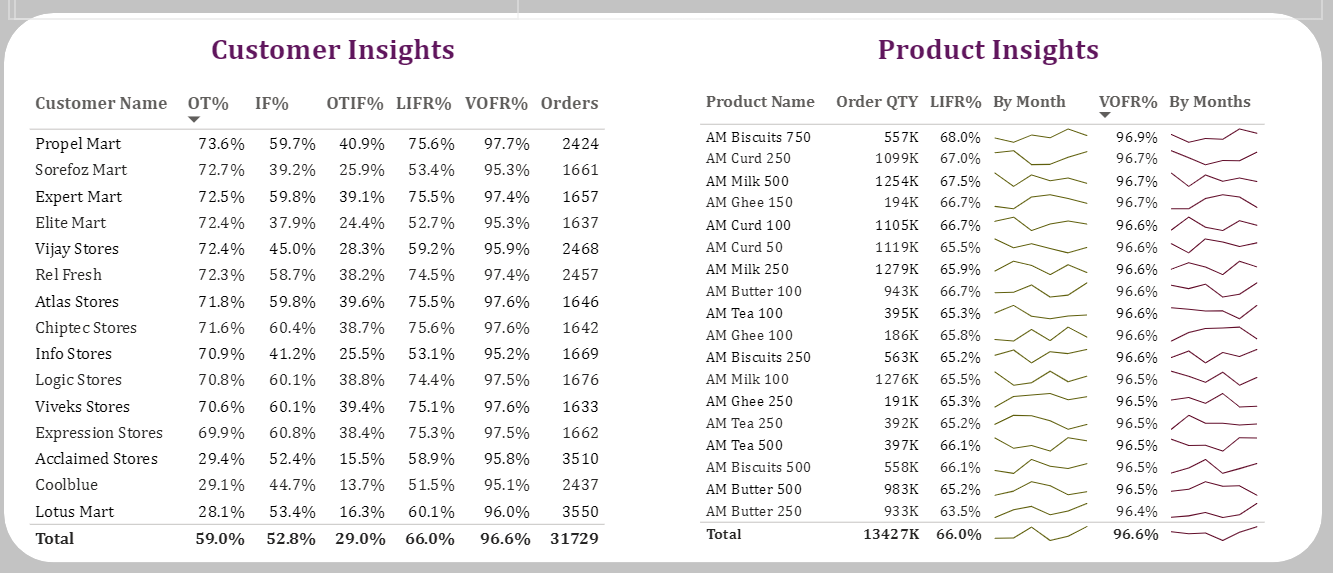 Customer Insights
Customer Name OT% IF% OTIF% LIFR% VOFR% Orders
Propel Mart 73.6% 59.7% 40.9% 75.6% 97.7% 2424
Sorefoz Mart 72.7% 39.2% 25.9% 53.4% 95.3% 1661
Expert Mart 72.5% 59.8% 39.1% 75.5% 97.4% 1657
Elite Mart 72.4% 37.9% 24.4% 52.7% 95.3% 1637
Vijay Stores 72.4% 45.0% 28.3% 59.2% 95.9% 2468
Rel Fresh 72.3% 58.7% 38.2% 74.5% 97.4% 2457
Atlas Stores 71.8% 59.8% 39.6% 75.5% 97.6% 1646
Chiptec Stores 71.6% 60.4% 38.7% 75.6% 97.6% 1642
Info Stores 70.9% 41.2% 25.5% 53.1% 95.2% 1669
Logic Stores 70.8% 60.1% 38.8% 74.4% 97.5% 1676
Viveks Stores 70.6% 60.1% 39.4% 75.1% 97.6% 1633
Expression Stores 69.9% 60.8% 38.4% 75.3% 97.5% 1662
Acclaimed Stores 29.4% 52.4% 15.5% 58.9% 95.8% 3510
Coolblue 29.1% 44.7% 13.7% 51.5% 95.1% 2437
Lotus Mart 28.1% 53.4% 16.3% 60.1% 96.0% 3550
Total 59.0% 52.8% 29.0% 66.0% 96.6% 31729
Product Insights
Product Name Order QTY LIFR% By Month VOFR% By Months
AM Biscuits 750 557K 68.0% 96.9%
AM Curd 250 1099K 67.0% 96.7%
AM Milk 500 1254K 67.5% 96.7%
AM Ghee 150 194K 66.7% 96.7%
AM Curd 100 1105K 66.7% 96.6%
AM Curd 50 1119K 65.5% 96.6%
AM Milk 250 1279K 65.9% 96.6%
AM Butter 100 943K 66.7% 96.6%
AM Tea 100 395K 65.3% 96.6%
AM Ghee 100 186K 65.8% 96.6%
AM Biscuits 250 563K 65.2% 96.6%
AM Milk 100 1276K 65.5% 96.5%
AM Ghee 250 191K 65.3% 96.5%
AM Tea 250 392K 65.2% 96.5%
AM Tea 500 397K 66.1% 96.5%
AM Biscuits 500 558K 66.1% 96.5%
AM Butter 500 983K 65.2% 96.5%
AM Butter 250 933K 63.5% 96.4%
Total 13427K 66.0% 96.6%